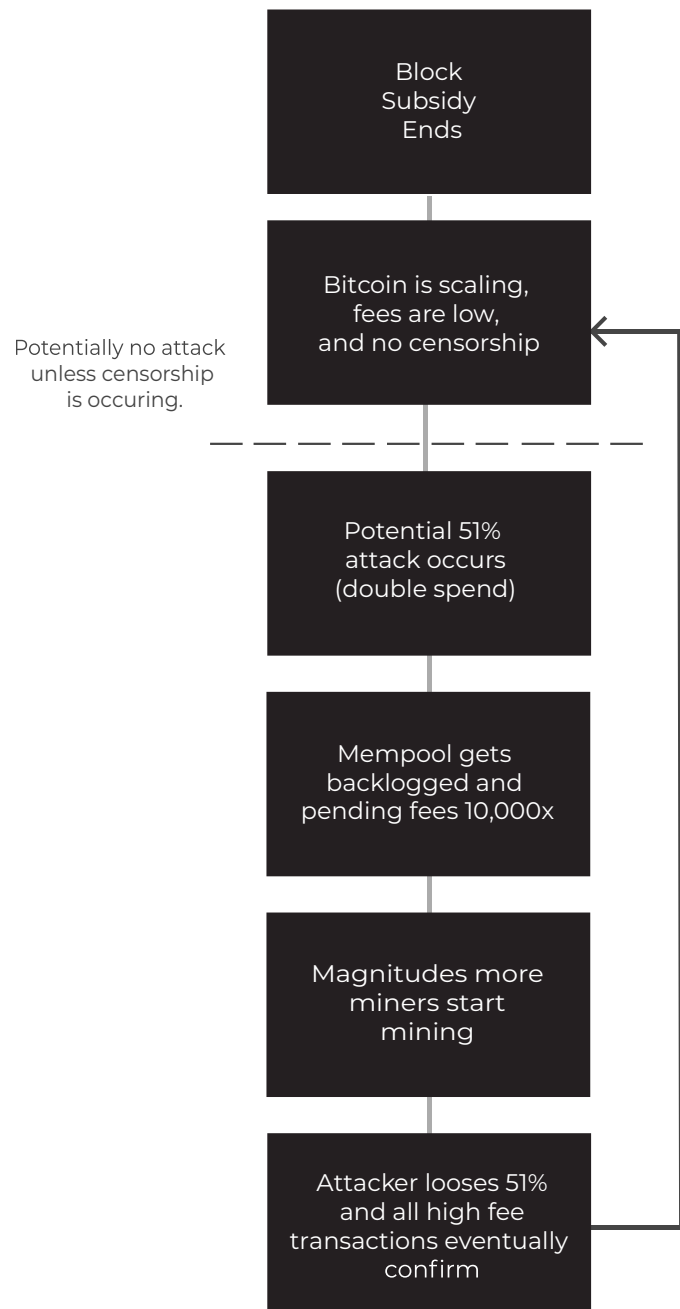 Block
Subsidy
Ends
Bitcoin is scaling,
fees are low,
and no censorship
Potentially no attack
unless censorship
is occuring.
Potential 51%
attack occurs
(double spend)
Mempool gets
backlogged and
pending fees 10,000x
Magnitudes more
miners start
mining
Attacker looses 51%
and all high fee
transactions eventually
confirm